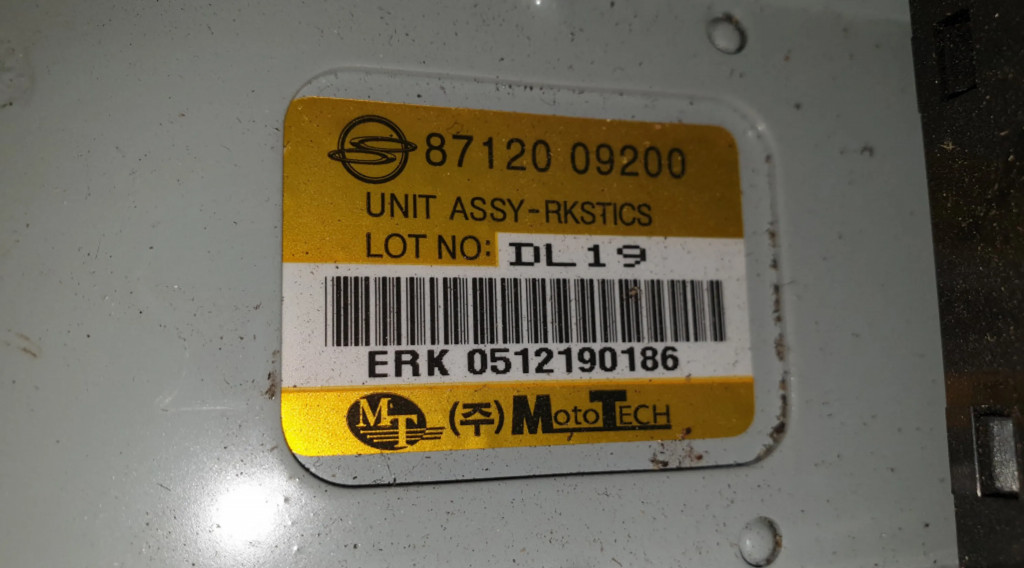 87120 09200
UNIT ASSY-RKSTICS
LOT NO: DL19
ERK 0512190186
MT (주) MOTOTECH